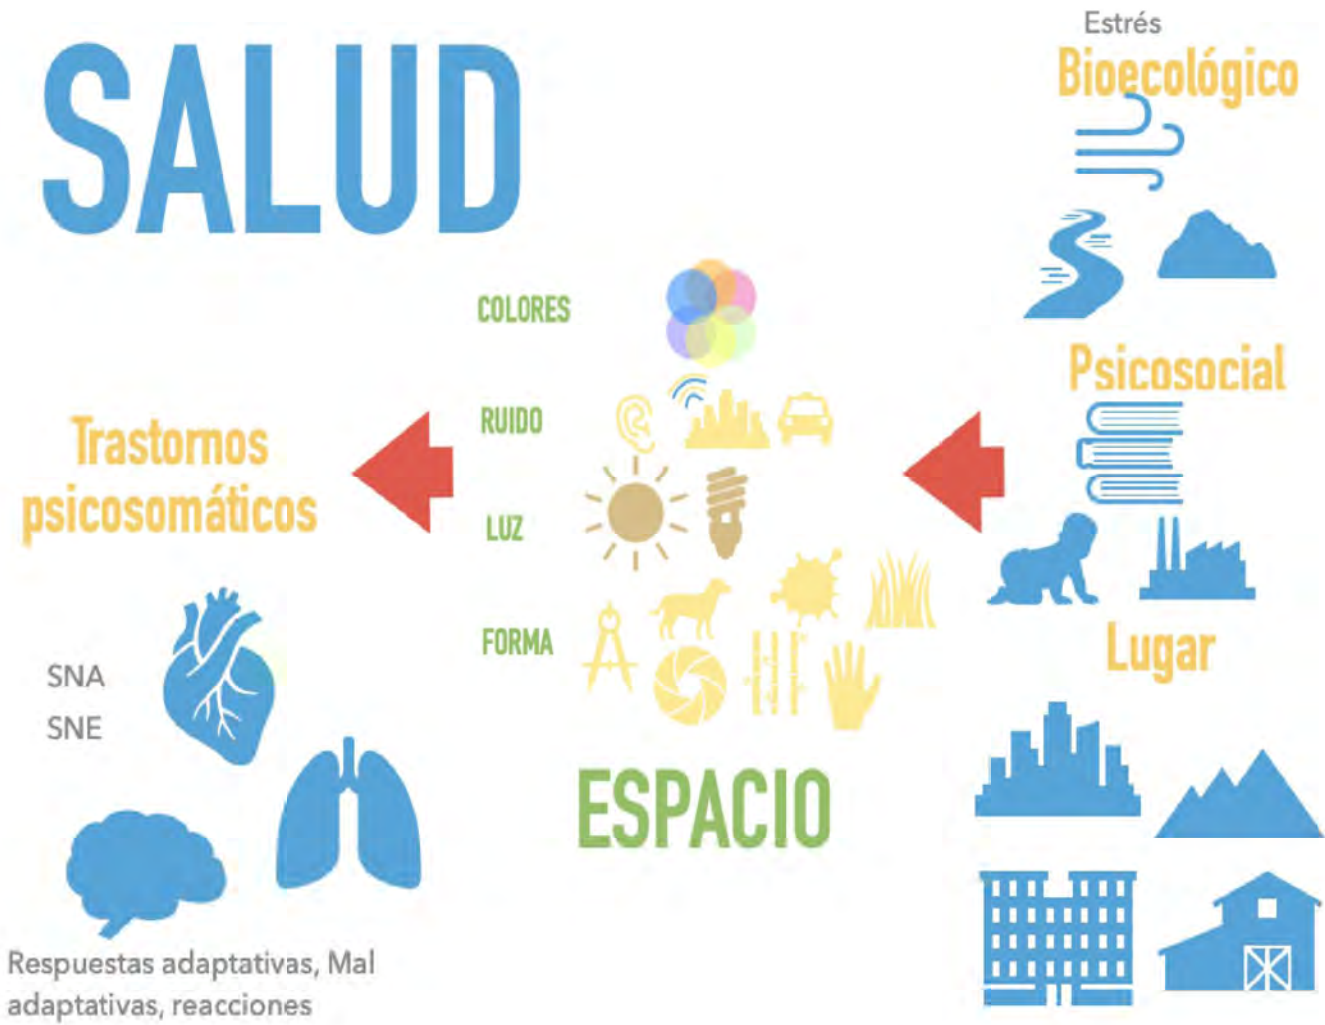 SALUD
Estrés
Bioecológico
COLORES
Psicosocial
RUIDO
Trastornos
psicosomáticos
LUZ
FORMA
Lugar
SNA
SNE
ESPACIO
Respuestas adaptativas, Mal
adaptativas, reacciones